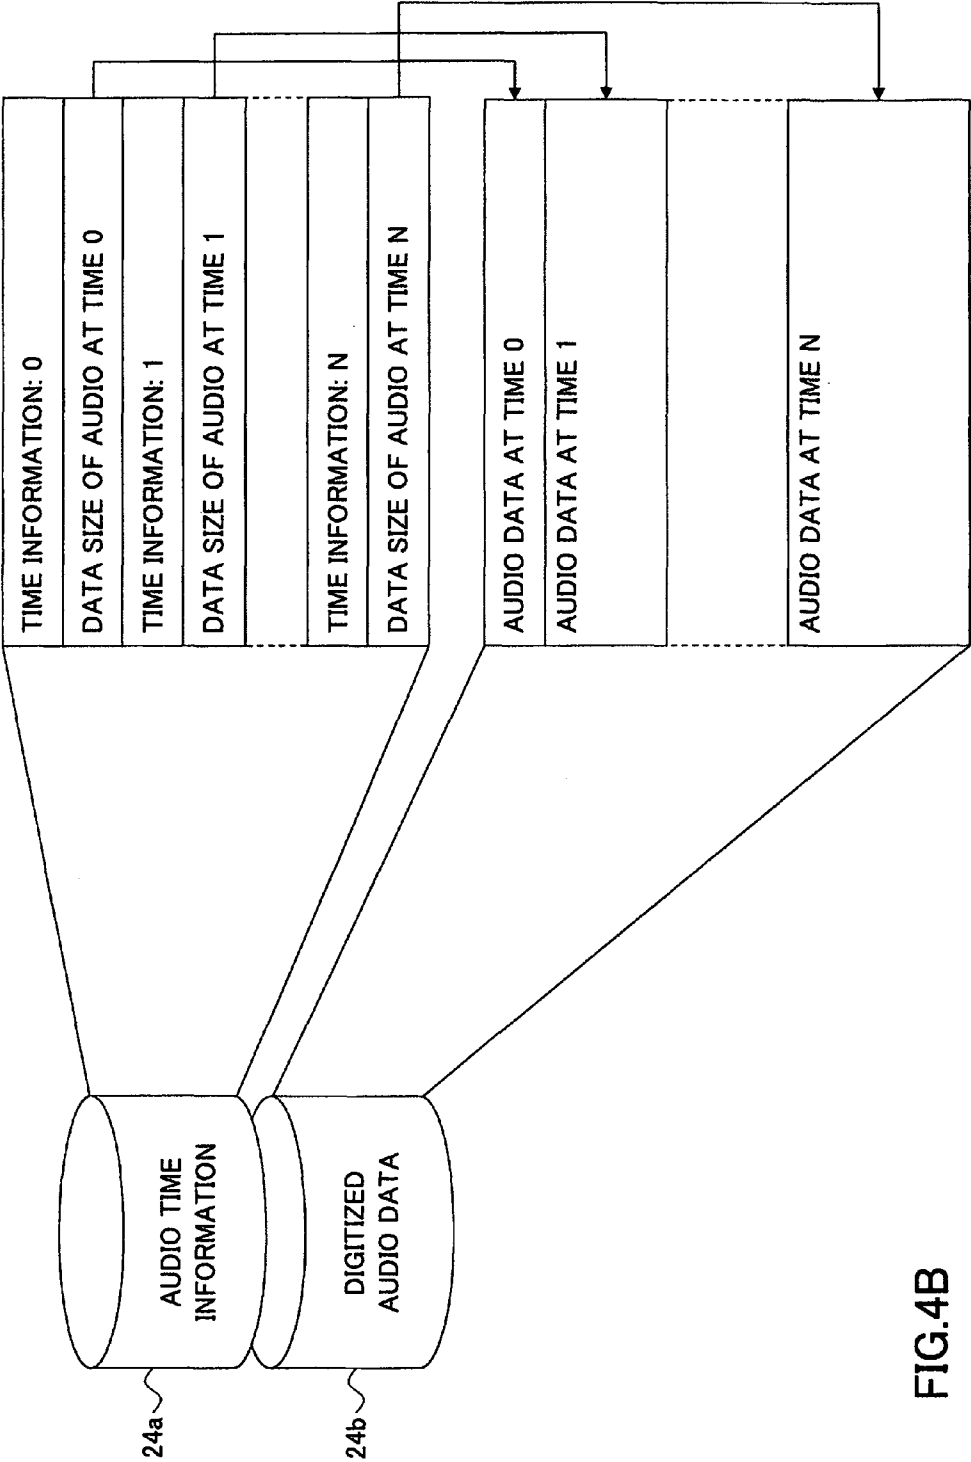 TIME INFORMATION: 0
DATA SIZE OF AUDIO AT TIME 0
TIME INFORMATION: 1
DATA SIZE OF AUDIO AT TIME 1
TIME INFORMATION: N
DATA SIZE OF AUDIO AT TIME N
AUDIO DATA AT TIME 0
AUDIO DATA AT TIME 1
AUDIO DATA AT TIME N
24a
AUDIO TIME
INFORMATION
24b
DIGITIZED
AUDIO DATA
FIG.4B